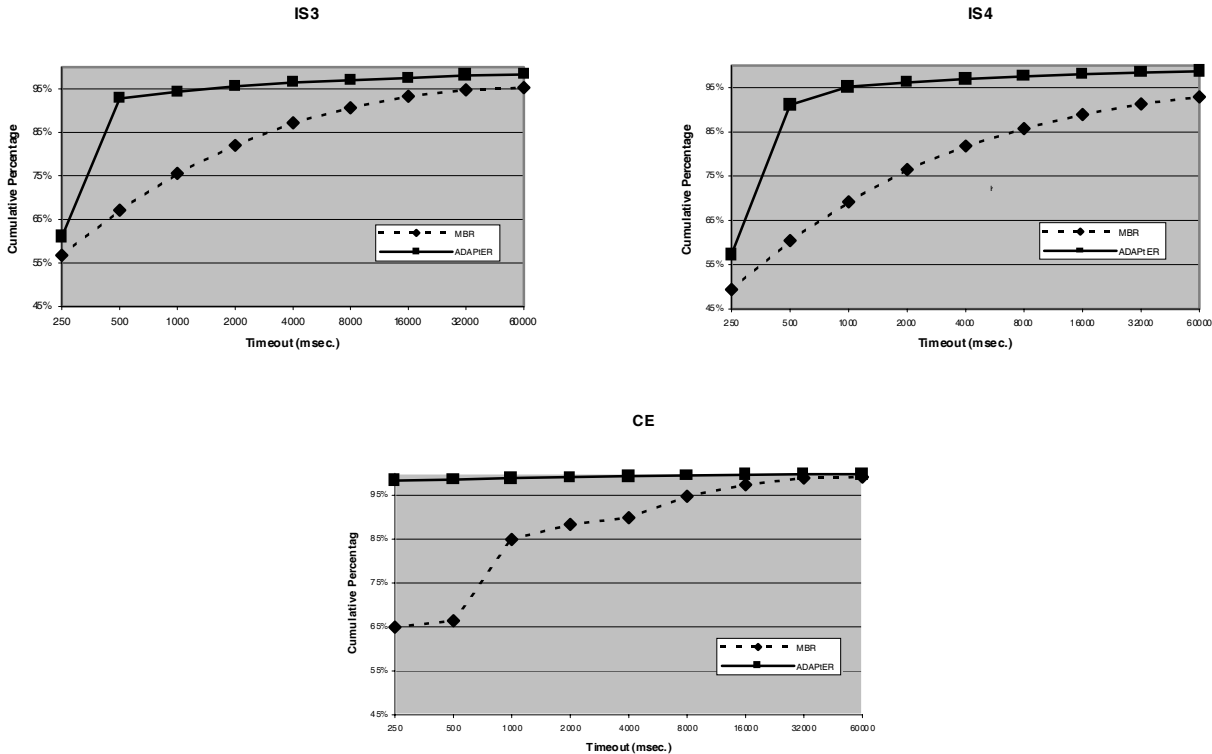 IS3
Cumulative Percentage
95%
85%
75%
65%
55%
45%
250 500 1000 2000 4000 8000 16000 32000 60000
Timeout (msec.)
MBR
ADAPtER
IS4
Cumulative Percentage
95%
85%
75%
65%
55%
45%
250 500 1000 2000 4000 8000 16000 32000 60000
Timeout (msec.)
MBR
ADAPtER
CE
Cumulative Percentag
95%
85%
75%
65%
55%
45%
250 500 1000 2000 4000 8000 16000 32000 60000
Timeout (msec.)
MBR
ADAPtER